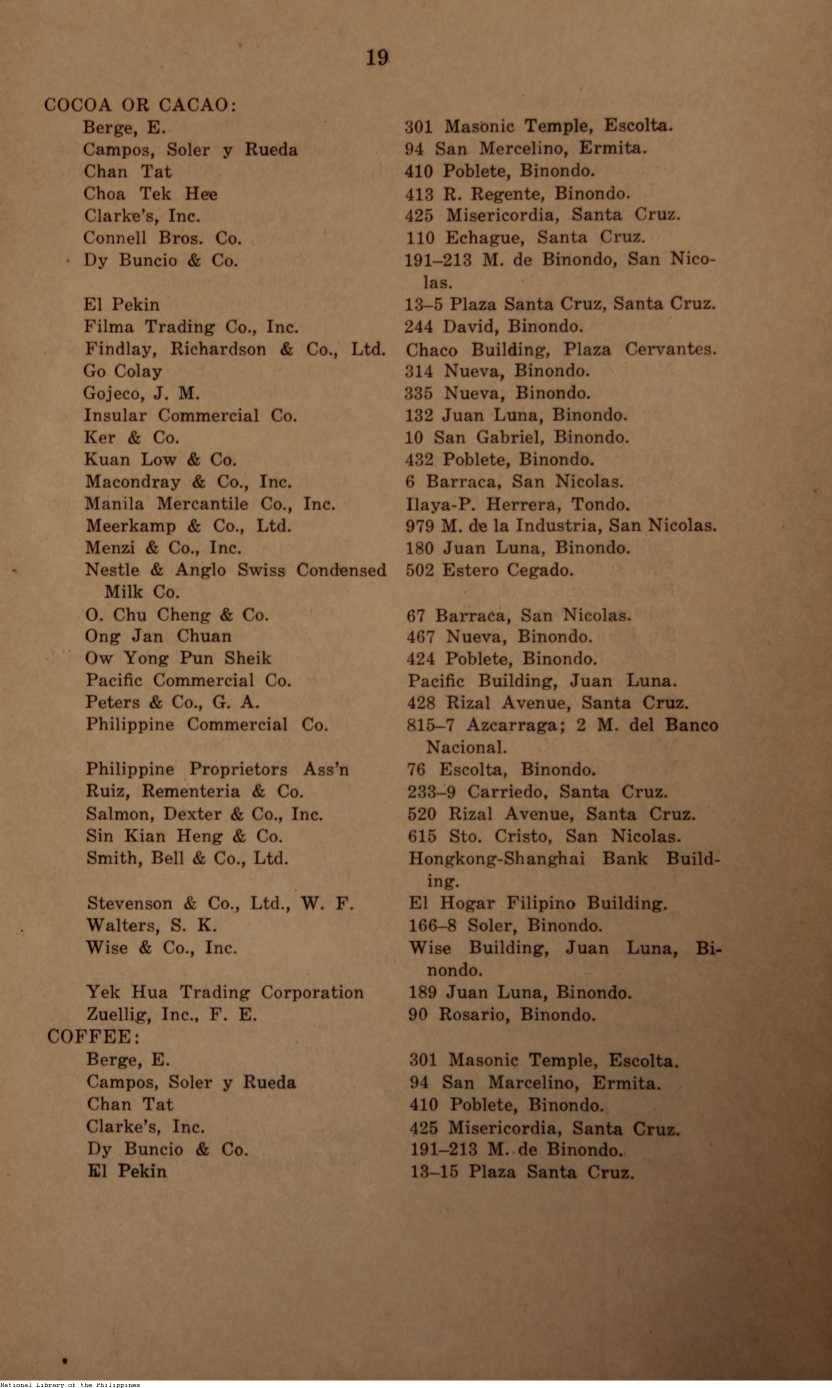 19
COCOA OR CACAO:
Berge, E. 301 Masonic Temple, Escolta.
Campos, Soler y Rueda 94 San Mercelino, Ermita.
Chan Tat 410 Poblete, Binondo.
Choa Tek Hee 413 R. Regente, Binondo.
Clarke's, Inc. 425 Misericordia, Santa Cruz.
Connell Bros. Co. 110 Echague, Santa Cruz.
Dy Buncio & Co. 191–213 M. de Binondo, San Nico-
las.
El Pekin 13–5 Plaza Santa Cruz, Santa Cruz.
Filma Trading Co., Inc. 244 David, Binondo.
Findlay, Richardson & Co., Ltd. Chaco Building, Plaza Cervantes.
Go Colay 314 Nueva, Binondo.
Gojeco, J. M. 335 Nueva, Binondo.
Insular Commercial Co. 132 Juan Luna, Binondo.
Ker & Co. 10 San Gabriel, Binondo.
Kuan Low & Co. 432 Poblete, Binondo.
Macondray & Co., Inc. 6 Barraca, San Nicolas.
Manila Mercantile Co., Inc. Ilaya-P. Herrera, Tondo.
Meerkamp & Co., Ltd. 979 M. de la Industria, San Nicolas.
Menzi & Co., Inc. 180 Juan Luna, Binondo.
Nestle & Anglo Swiss Condensed 502 Estero Cegado.
Milk Co.
O. Chu Cheng & Co. 67 Barraca, San Nicolas.
Ong Jan Chuan 467 Nueva, Binondo.
Ow Yong Pun Sheik 424 Poblete, Binondo.
Pacific Commercial Co. Pacific Building, Juan Luna.
Peters & Co., G. A. 428 Rizal Avenue, Santa Cruz.
Philippine Commercial Co. 815–7 Azcarraga; 2 M. del Banco
Nacional.
Philippine Proprietors Ass'n 76 Escolta, Binondo.
Ruiz, Rementeria & Co. 233–9 Carriedo, Santa Cruz.
Salmon, Dexter & Co., Inc. 520 Rizal Avenue, Santa Cruz.
Sin Kian Heng & Co. 615 Sto. Cristo, San Nicolas.
Smith, Bell & Co., Ltd. Hongkong-Shanghai Bank Build-
ing.
Stevenson & Co., Ltd., W. F. El Hogar Filipino Building.
Walters, S. K. 166–8 Soler, Binondo.
Wise & Co., Inc. Wise Building, Juan Luna, Bi-
nondo.
Yek Hua Trading Corporation 189 Juan Luna, Binondo.
Zuellig, Inc., F. E. 90 Rosario, Binondo.
COFFEE:
Berge, E. 301 Masonic Temple, Escolta.
Campos, Soler y Rueda 94 San Marcelino, Ermita.
Chan Tat 410 Poblete, Binondo.
Clarke's, Inc. 425 Misericordia, Santa Cruz.
Dy Buncio & Co. 191–213 M. de Binondo.
El Pekin 13–15 Plaza Santa Cruz.
National Library of the Philippines